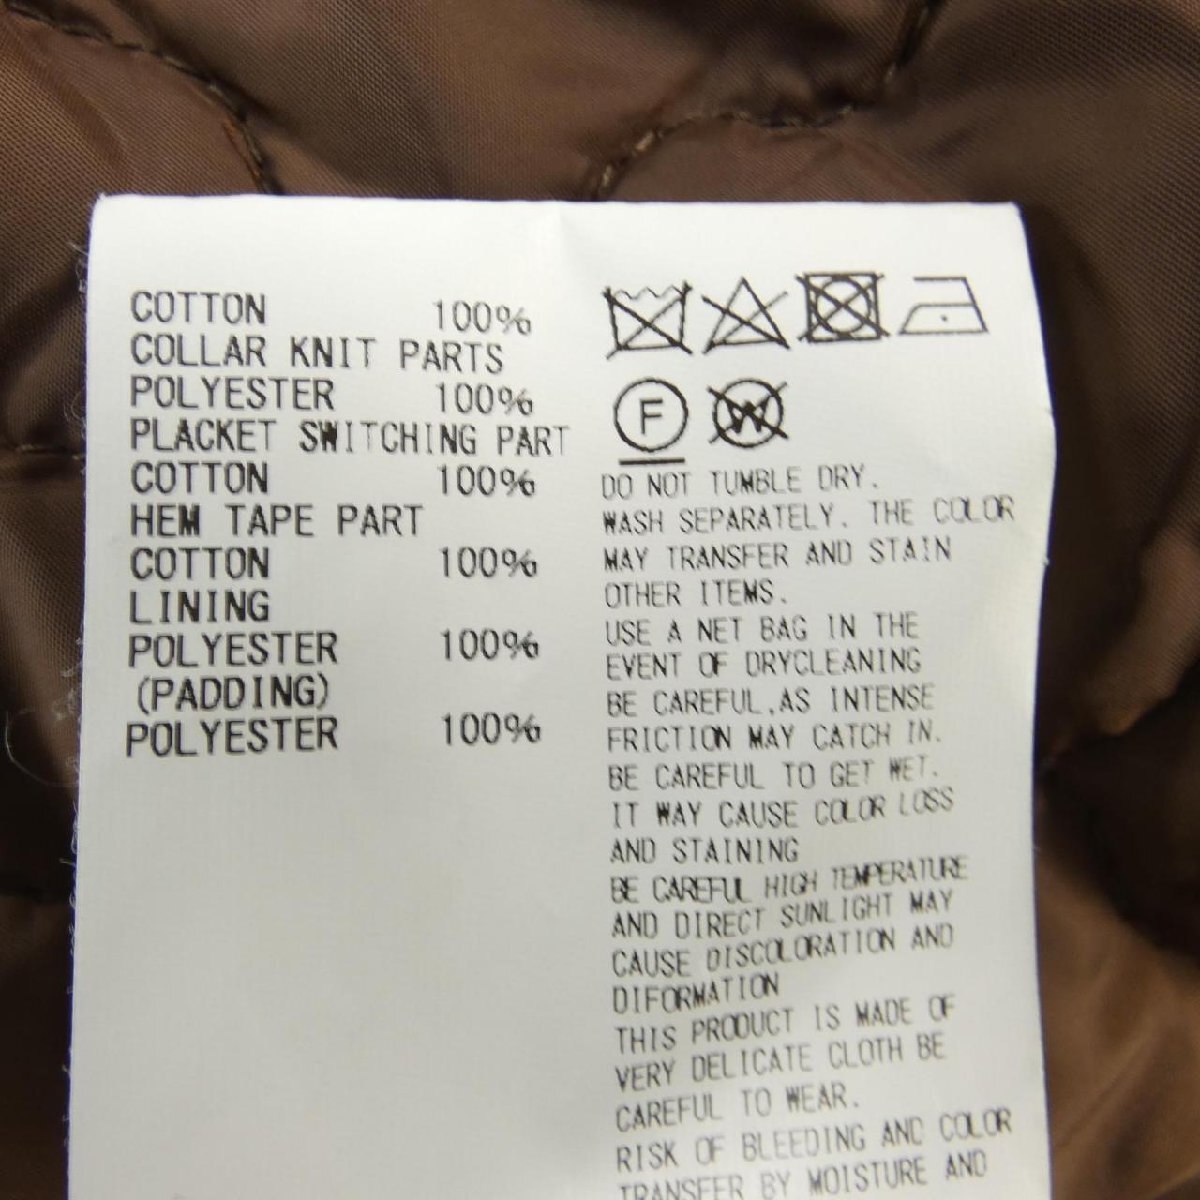 COTTON 100%
COLLAR KNIT PARTS
POLYESTER 100%
PLACKET SWITCHING PART
COTTON 100%
HEM TAPE PART
COTTON 100%
LINING
POLYESTER 100%
(PADDING)
POLYESTER 100%
F W
DO NOT TUMBLE DRY.
WASH SEPARATELY. THE COLOR
MAY TRANSFER AND STAIN
OTHER ITEMS.
USE A NET BAG IN THE
EVENT OF DRYCLEANING
BE CAREFUL.AS INTENSE
FRICTION MAY CATCH IN.
BE CAREFUL TO GET WET.
IT WAY CAUSE COLOR LOSS
AND STAINING
BE CAREFUL HIGH TEMPERATURE
AND DIRECT SUNLIGHT MAY
CAUSE DISCOLORATION AND
DIFORMATION
THIS PRODUCT IS MADE OF
VERY DELICATE CLOTH BE
CAREFUL TO WEAR.
RISK OF BLEEDING AND COLOR
TRANSFER BY MOISTURE AND